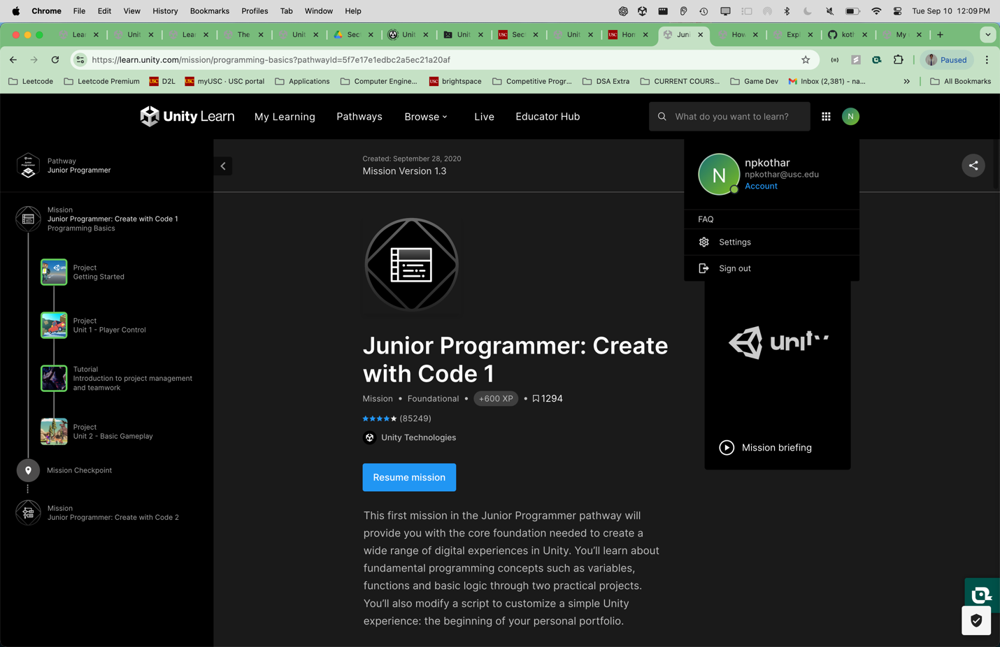 Chrome File Edit View History Bookmarks Profiles Tab Window Help
Tue Sep 10 12:09 PM
Lear Unit Lear The Unit Sect Unit Unit Sec Unit Hon Juni How Expl koth My
https://learn.unity.com/mission/programming-basics?pathwayId=5f7e17e1edbc2a5ec21a20af
Paused
Leetcode Leetcode Premium D2L myUSC · USC portal Applications Computer Engine... brightspace Competitive Progr... DSA Extra CURRENT COURS... Game Dev Inbox (2,381) - na... » All Bookmarks
Unity Learn My Learning Pathways Browse Live Educator Hub What do you want to learn? N
Pathway
Junior Programmer
Mission
Junior Programmer: Create with Code 1
Programming Basics
Project
Getting Started
Project
Unit 1 - Player Control
Tutorial
Introduction to project management
and teamwork
Project
Unit 2 - Basic Gameplay
Mission Checkpoint
Mission
Junior Programmer: Create with Code 2
Created: September 28, 2020
Mission Version 1.3
Junior Programmer: Create
with Code 1
Mission • Foundational • +600 XP • 1294
(85249)
Unity Technologies
Resume mission
This first mission in the Junior Programmer pathway will
provide you with the core foundation needed to create a
wide range of digital experiences in Unity. You'll learn about
fundamental programming concepts such as variables,
functions and basic logic through two practical projects.
You'll also modify a script to customize a simple Unity
experience: the beginning of your personal portfolio.
N
npkothar
npkothar@usc.edu
Account
FAQ
Settings
Sign out
unity
Mission briefing